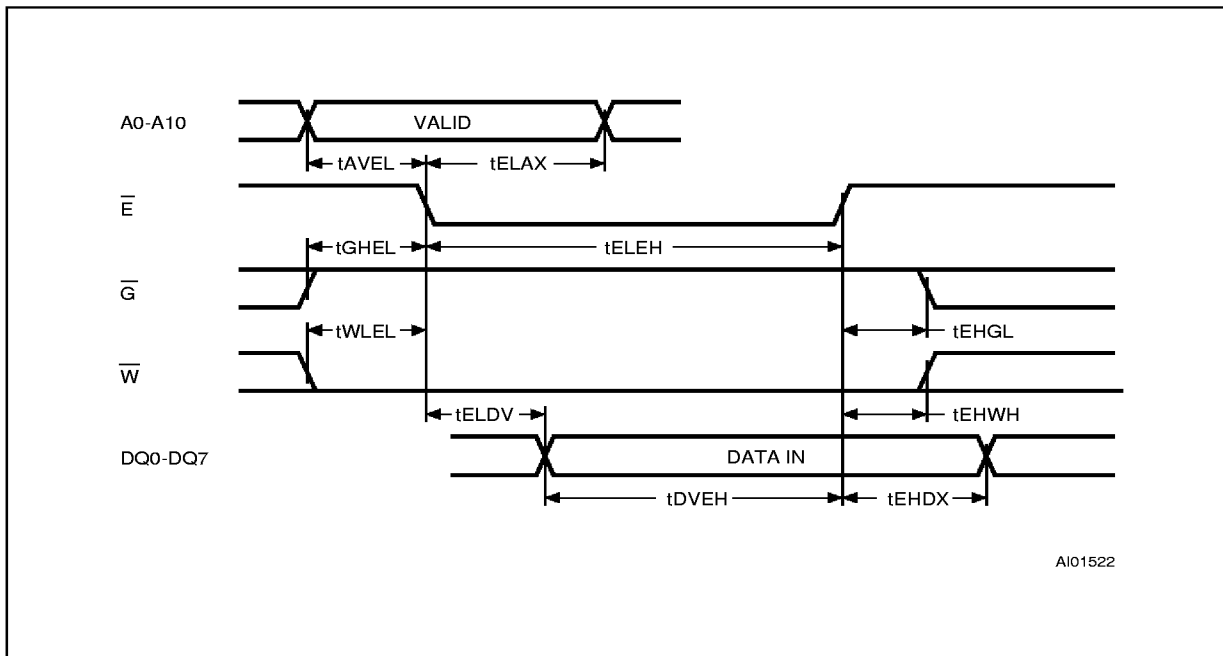 A0-A10
VALID
tAVEL
tELAX
E
tGHEL
tELEH
G
tWLEL
tEHGL
W
tELDV
tEHWH
DQ0-DQ7
DATA IN
tDVEH
tEHDX
AI01522